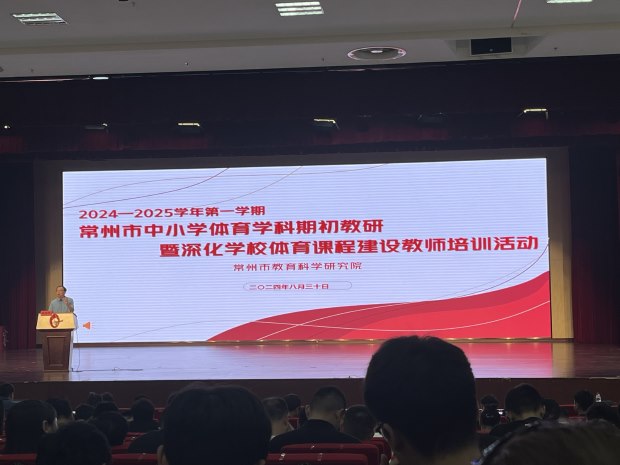 2024—2025学年第一学期
常州市中小学体育学科期初教研
暨深化学校体育课程建设教师培训活动
常州市教育科学研究院
二〇二四年八月三十日